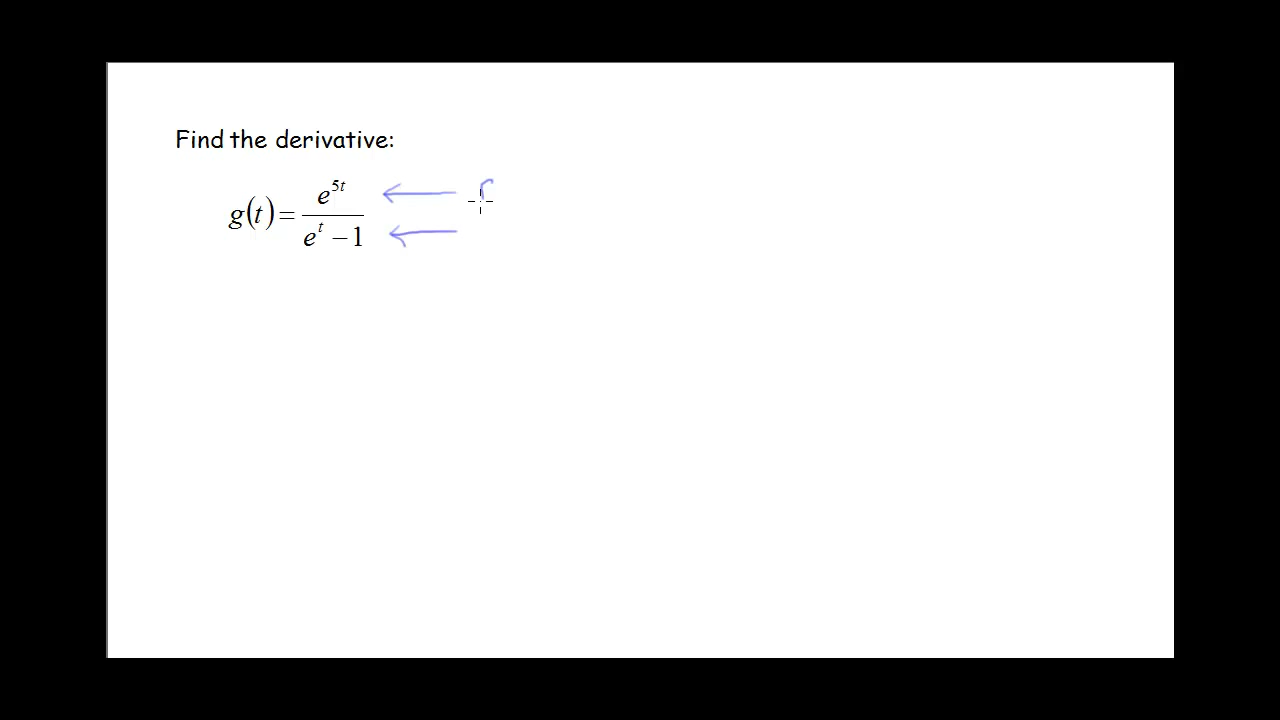 Find the derivative:
g(t) = e^{5t} / (e^t − 1)